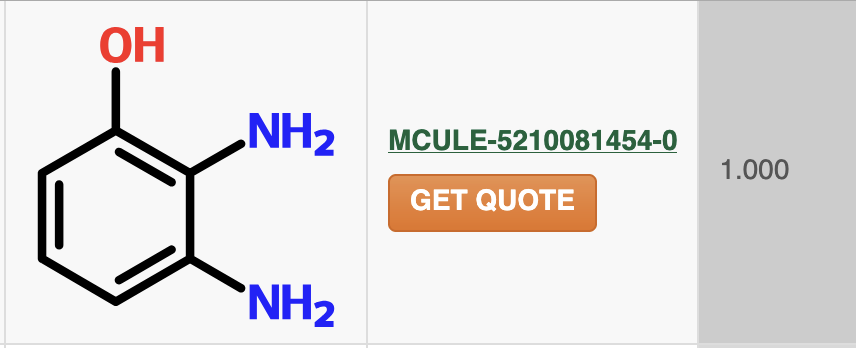 OH
NH₂
MCULE-5210081454-0
1.000
GET QUOTE
NH₂